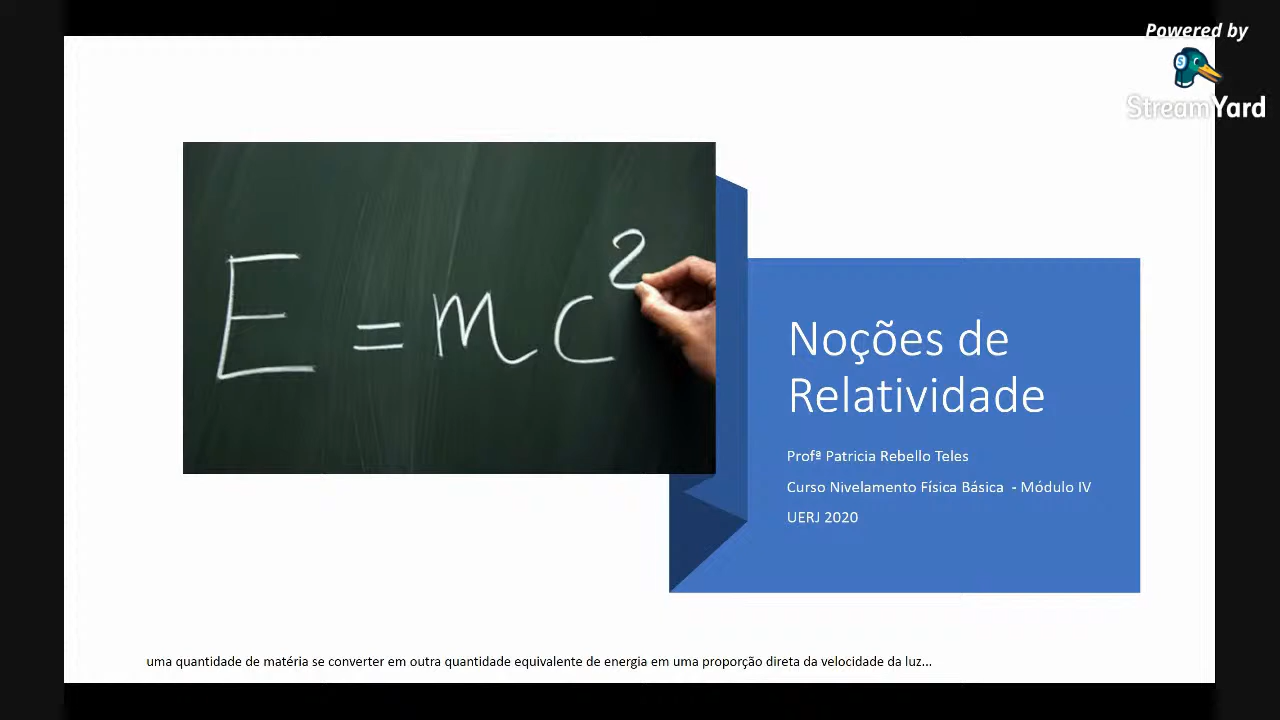 Powered by
StreamYard
E = mc²
Noções de
Relatividade
Profª Patricia Rebello Teles
Curso Nivelamento Física Básica - Módulo IV
UERJ 2020
uma quantidade de matéria se converter em outra quantidade equivalente de energia em uma proporção direta da velocidade da luz...